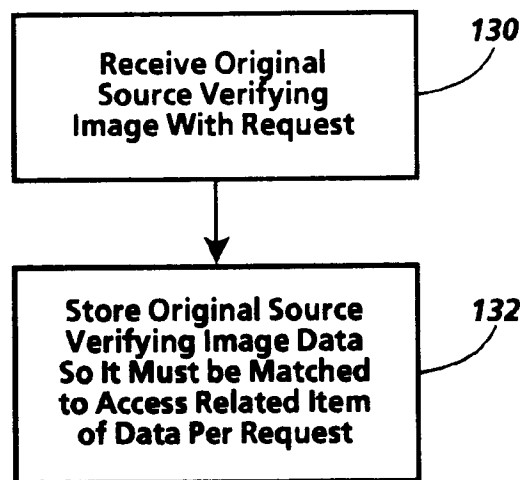 130
Receive Original
Source Verifying
Image With Request
132
Store Original Source
Verifying Image Data
So It Must be Matched
to Access Related Item
of Data Per Request